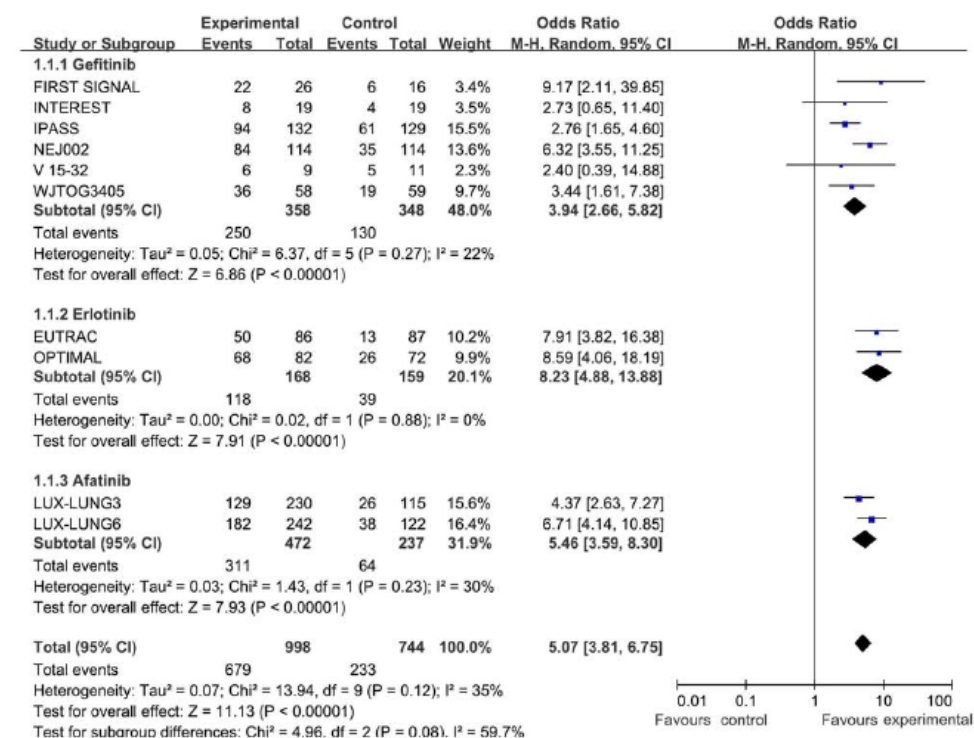 Experimental Control Odds Ratio Odds Ratio
Study or Subgroup Events Total Events Total Weight M-H, Random, 95% CI M-H, Random, 95% CI
1.1.1 Gefitinib
FIRST SIGNAL 22 26 6 16 3.4% 9.17 [2.11, 39.85]
INTEREST 8 19 4 19 3.5% 2.73 [0.65, 11.40]
IPASS 94 132 61 129 15.5% 2.76 [1.65, 4.60]
NEJ002 84 114 35 114 13.6% 6.32 [3.55, 11.25]
V 15-32 6 9 5 11 2.3% 2.40 [0.39, 14.88]
WJTOG3405 36 58 19 59 9.7% 3.44 [1.61, 7.38]
Subtotal (95% CI) 358 348 48.0% 3.94 [2.66, 5.82]
Total events 250 130
Heterogeneity: Tau² = 0.05; Chi² = 6.37, df = 5 (P = 0.27); I² = 22%
Test for overall effect: Z = 6.86 (P < 0.00001)
1.1.2 Erlotinib
EUTRAC 50 86 13 87 10.2% 7.91 [3.82, 16.38]
OPTIMAL 68 82 26 72 9.9% 8.59 [4.06, 18.19]
Subtotal (95% CI) 168 159 20.1% 8.23 [4.88, 13.88]
Total events 118 39
Heterogeneity: Tau² = 0.00; Chi² = 0.02, df = 1 (P = 0.88); I² = 0%
Test for overall effect: Z = 7.91 (P < 0.00001)
1.1.3 Afatinib
LUX-LUNG3 129 230 26 115 15.6% 4.37 [2.63, 7.27]
LUX-LUNG6 182 242 38 122 16.4% 6.71 [4.14, 10.85]
Subtotal (95% CI) 472 237 31.9% 5.46 [3.59, 8.30]
Total events 311 64
Heterogeneity: Tau² = 0.03; Chi² = 1.43, df = 1 (P = 0.23); I² = 30%
Test for overall effect: Z = 7.93 (P < 0.00001)
Total (95% CI) 998 744 100.0% 5.07 [3.81, 6.75]
Total events 679 233
Heterogeneity: Tau² = 0.07; Chi² = 13.94, df = 9 (P = 0.12); I² = 35%
Test for overall effect: Z = 11.13 (P < 0.00001)
Test for subgroup differences: Chi² = 4.96, df = 2 (P = 0.08), I² = 59.7%
0.01 0.1 1 10 100
Favours control Favours experimental